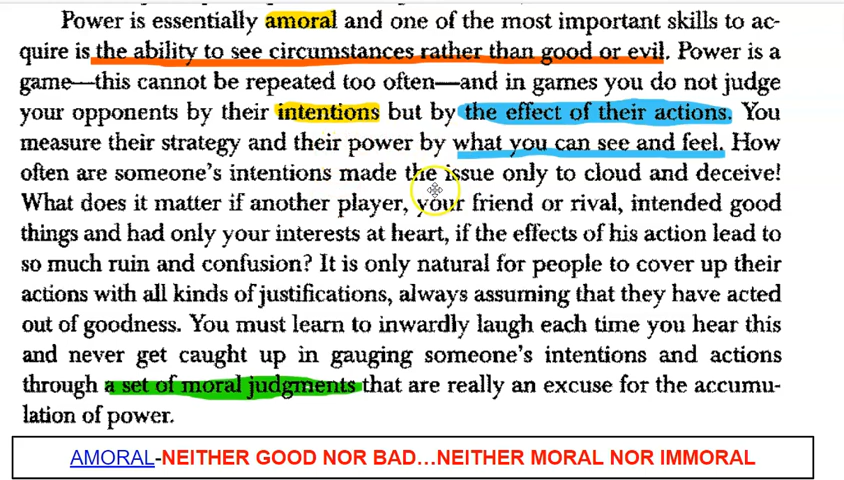 Power is essentially amoral and one of the most important skills to ac-
quire is the ability to see circumstances rather than good or evil. Power is a
game—this cannot be repeated too often—and in games you do not judge
your opponents by their intentions but by the effect of their actions. You
measure their strategy and their power by what you can see and feel. How
often are someone's intentions made the issue only to cloud and deceive!
What does it matter if another player, your friend or rival, intended good
things and had only your interests at heart, if the effects of his action lead to
so much ruin and confusion? It is only natural for people to cover up their
actions with all kinds of justifications, always assuming that they have acted
out of goodness. You must learn to inwardly laugh each time you hear this
and never get caught up in gauging someone's intentions and actions
through a set of moral judgments that are really an excuse for the accumu-
lation of power.
AMORAL-NEITHER GOOD NOR BAD...NEITHER MORAL NOR IMMORAL